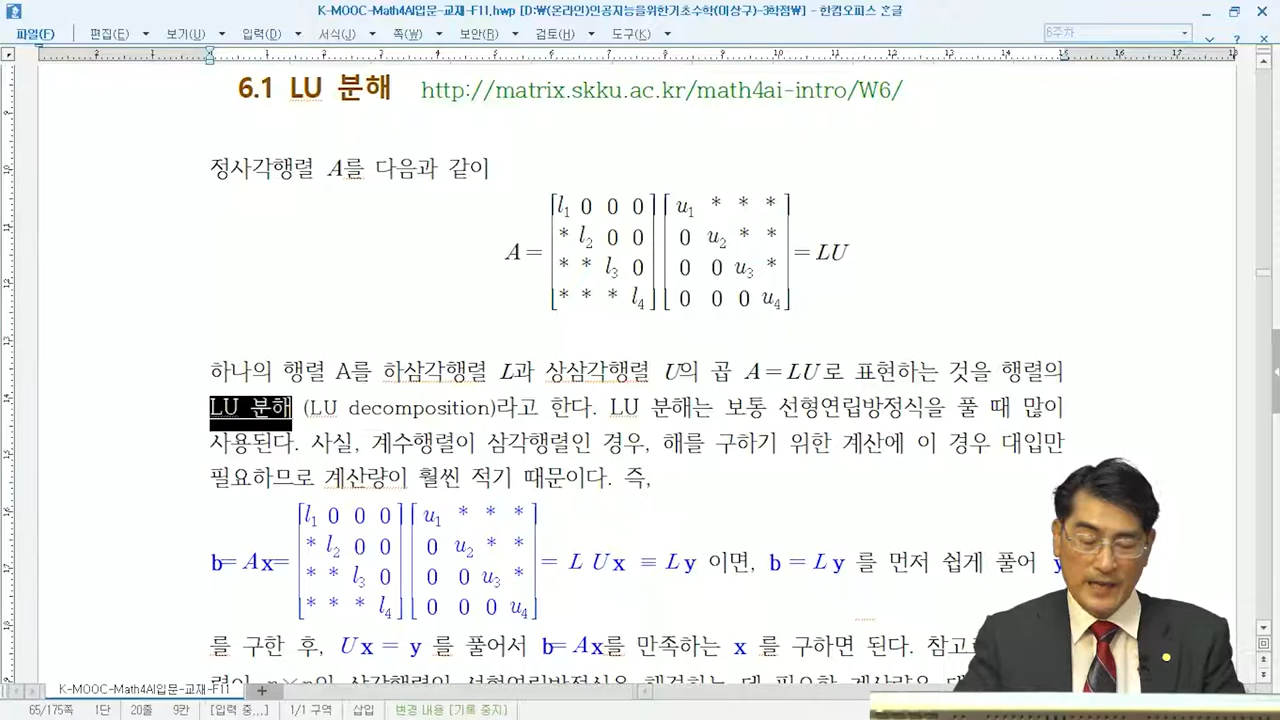 K-MOOC-Math4AI입문-교재-F11.hwp [D:₩(온라인)인공지능을위한기초수학(이상구)-3학점₩] - 한컴오피스 한글
파일(F) 편집(E) 보기(U) 입력(D) 서식(J) 쪽(W) 보안(R) 검토(H) 도구(K) 6주차
6.1 LU 분해 http://matrix.skku.ac.kr/math4ai-intro/W6/
정사각행렬 A를 다음과 같이
A = [l₁ 0 0 0] [u₁ * * *] = LU
[* l₂ 0 0] [0 u₂ * *]
[* * l₃ 0] [0 0 u₃ *]
[* * * l₄] [0 0 0 u₄]
하나의 행렬 A를 하삼각행렬 L과 상삼각행렬 U의 곱 A = LU로 표현하는 것을 행렬의
LU 분해 (LU decomposition)라고 한다. LU 분해는 보통 선형연립방정식을 풀 때 많이
사용된다. 사실, 계수행렬이 삼각행렬인 경우, 해를 구하기 위한 계산에 이 경우 대입만
필요하므로 계산량이 훨씬 적기 때문이다. 즉,
b= Ax= [l₁ 0 0 0] [u₁ * * *] = L U x ≡ L y 이면, b = L y 를 먼저 쉽게 풀어 y
[* l₂ 0 0] [0 u₂ * *]
[* * l₃ 0] [0 0 u₃ *]
[* * * l₄] [0 0 0 u₄]
를 구한 후, U x = y 를 풀어서 b= Ax를 만족하는 x 를 구하면 된다. 참고
K-MOOC-Math4AI입문-교재-F11
65/175쪽 1단 20줄 9칸 [입력 중...] 1/1 구역 삽입 변경 내용 [기록 중지]